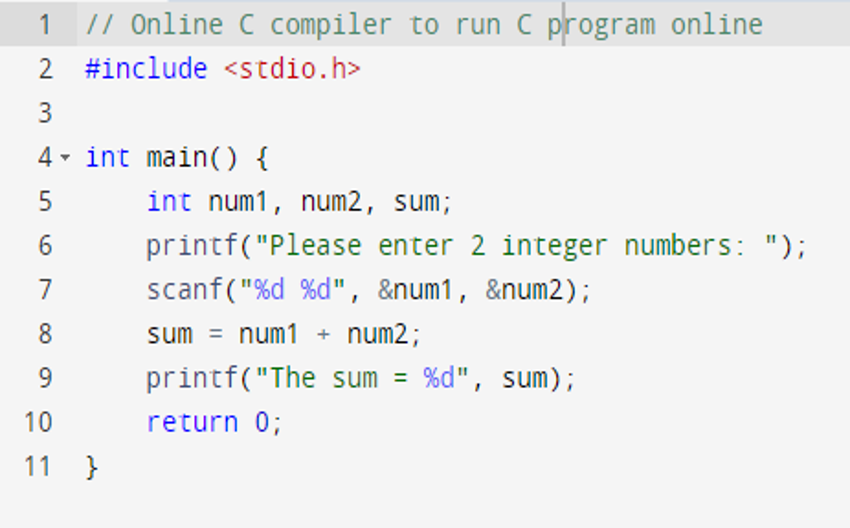 1 // Online C compiler to run C program online
2 #include <stdio.h>
3
4 int main() {
5     int num1, num2, sum;
6     printf("Please enter 2 integer numbers: ");
7     scanf("%d %d", &num1, &num2);
8     sum = num1 + num2;
9     printf("The sum = %d", sum);
10     return 0;
11 }